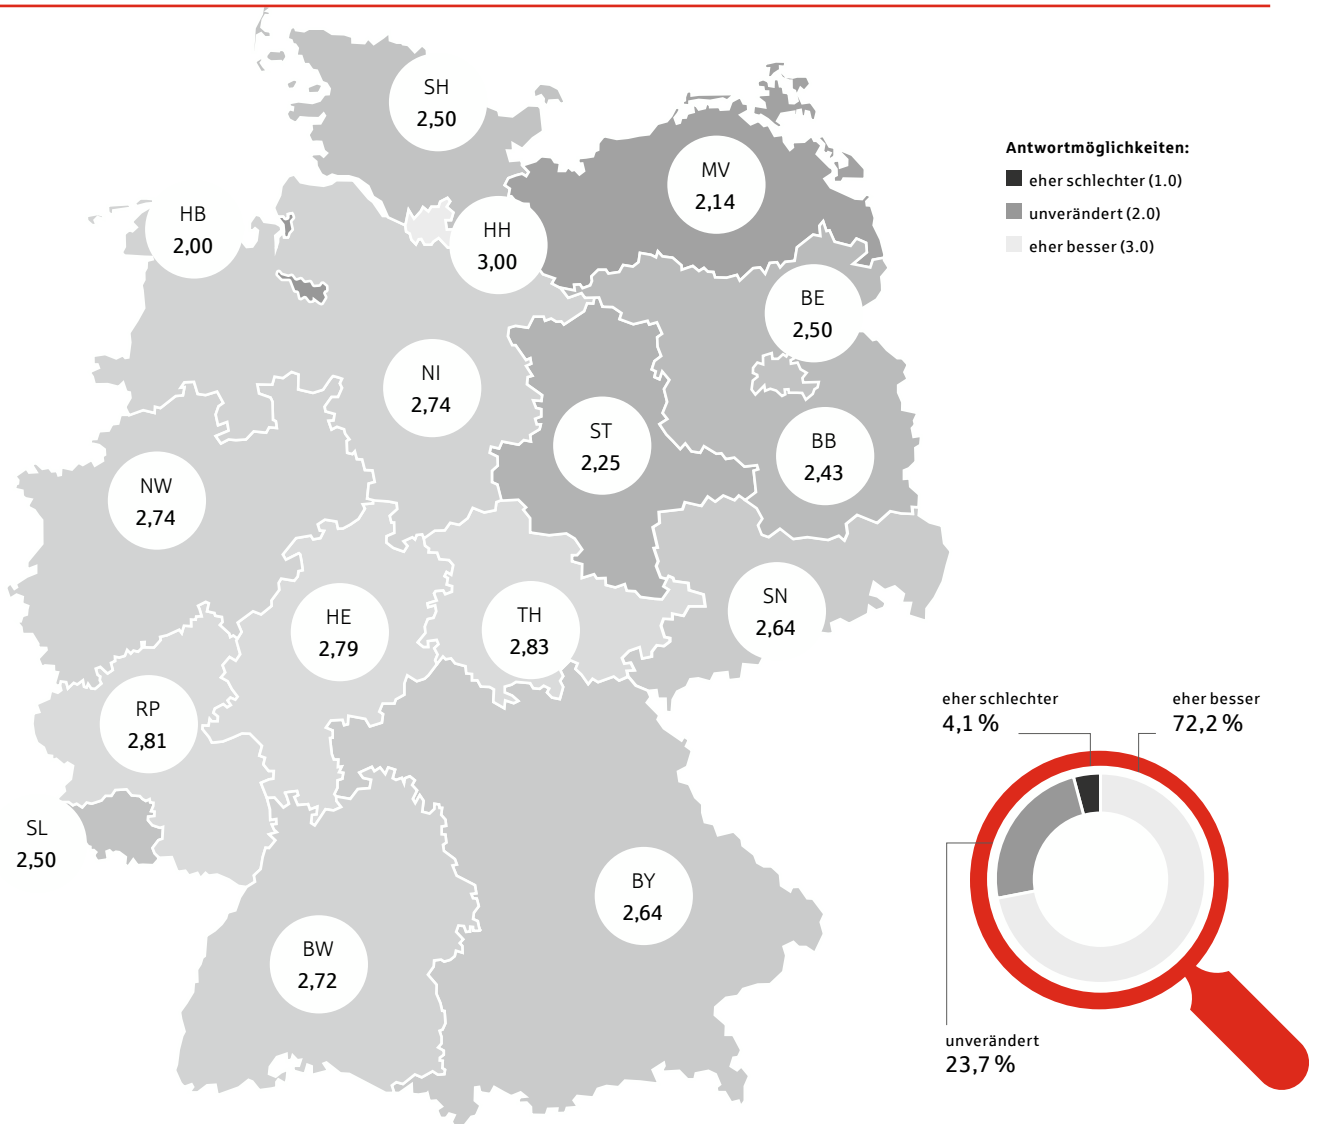 SH
2,50
MV
2,14
HB
2,00
HH
3,00
BE
2,50
NI
2,74
ST
2,25
BB
2,43
NW
2,74
HE
2,79
TH
2,83
SN
2,64
RP
2,81
SL
2,50
BY
2,64
BW
2,72
Antwortmöglichkeiten:
eher schlechter (1.0)
unverändert (2.0)
eher besser (3.0)
eher schlechter
4,1 %
eher besser
72,2 %
unverändert
23,7 %